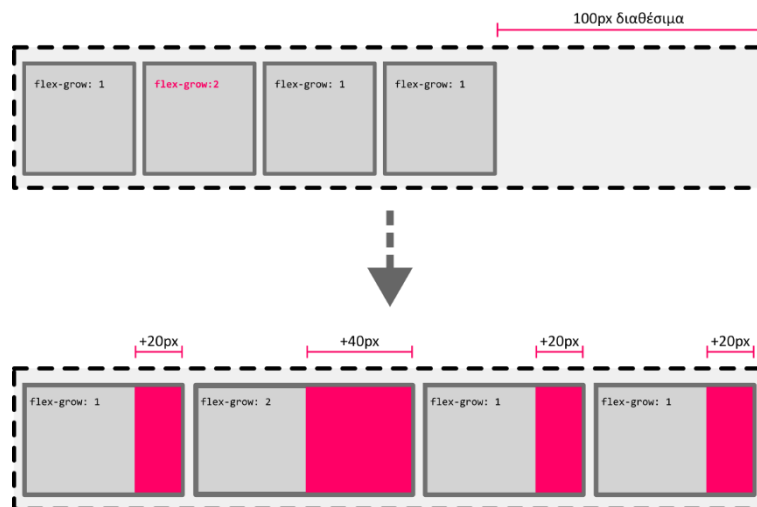 100px διαθέσιμα
flex-grow: 1
flex-grow:2
flex-grow: 1
flex-grow: 1
+20px
+40px
+20px
+20px
flex-grow: 1
flex-grow: 2
flex-grow: 1
flex-grow: 1